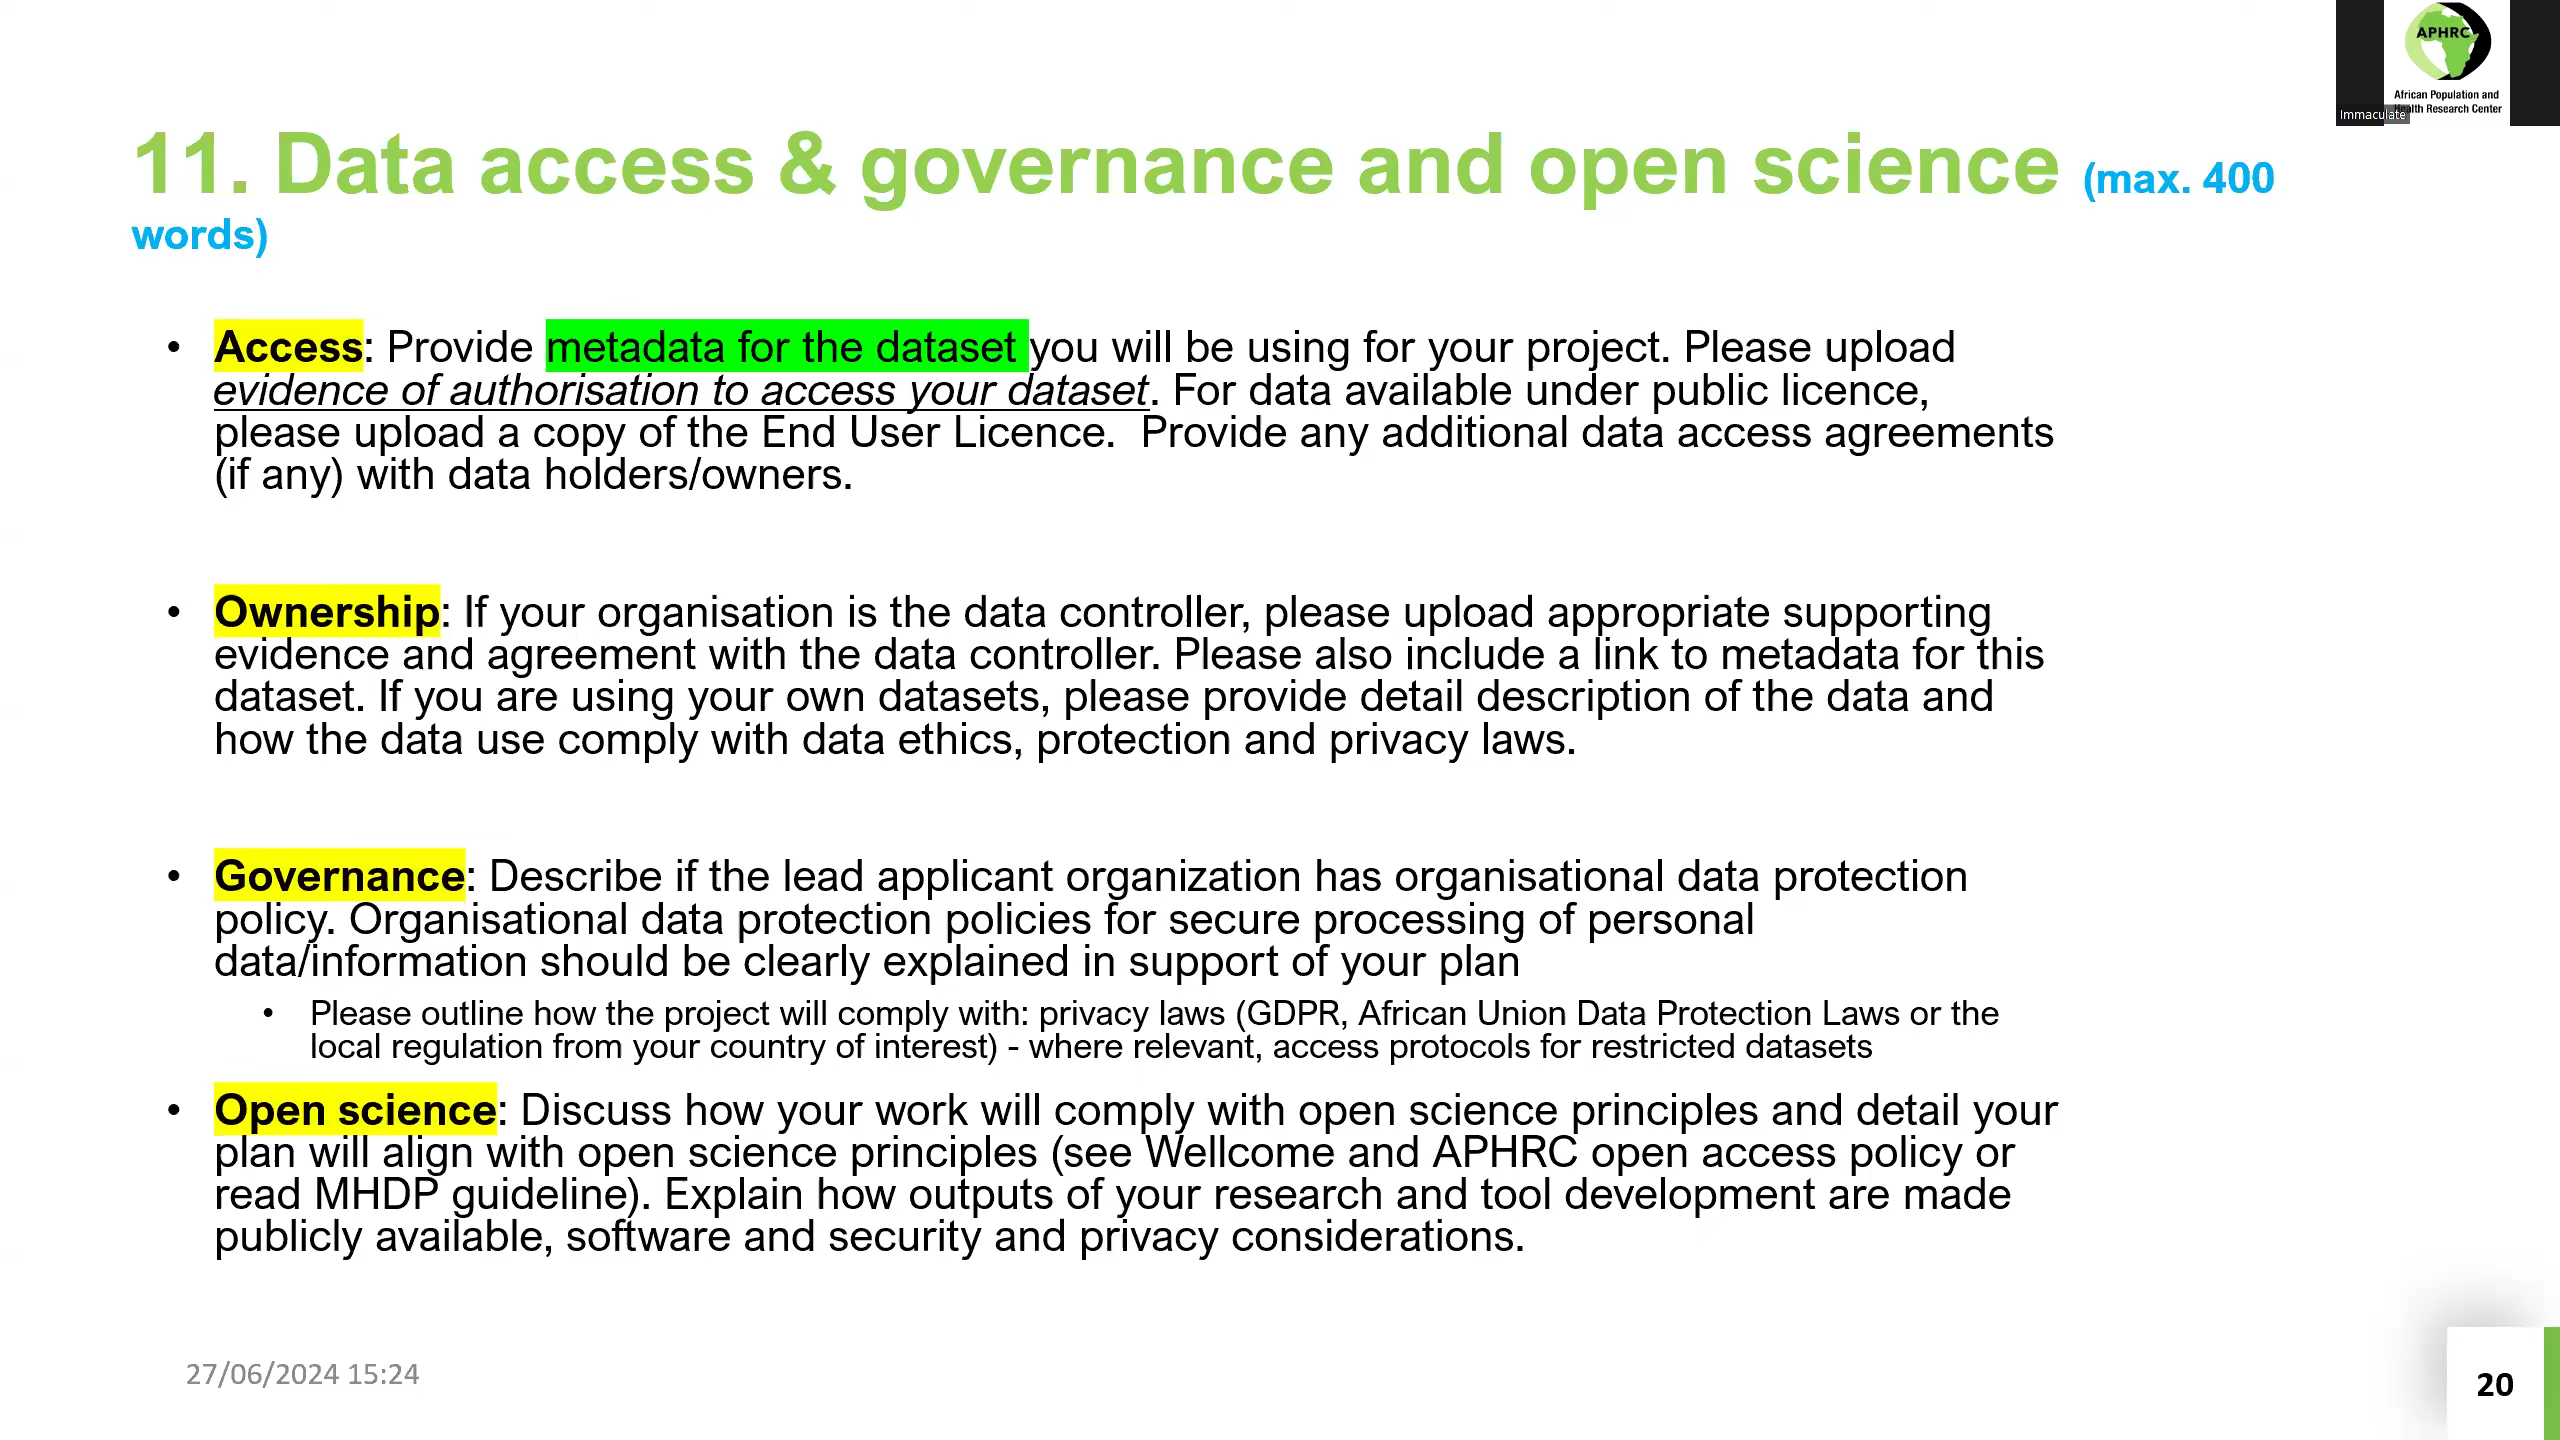 APHRC
African Population and
Health Research Center
Immaculate
11. Data access & governance and open science (max. 400
words)
• Access: Provide metadata for the dataset you will be using for your project. Please upload
evidence of authorisation to access your dataset. For data available under public licence,
please upload a copy of the End User Licence.  Provide any additional data access agreements
(if any) with data holders/owners.
• Ownership: If your organisation is the data controller, please upload appropriate supporting
evidence and agreement with the data controller. Please also include a link to metadata for this
dataset. If you are using your own datasets, please provide detail description of the data and
how the data use comply with data ethics, protection and privacy laws.
• Governance: Describe if the lead applicant organization has organisational data protection
policy. Organisational data protection policies for secure processing of personal
data/information should be clearly explained in support of your plan
• Please outline how the project will comply with: privacy laws (GDPR, African Union Data Protection Laws or the
local regulation from your country of interest) - where relevant, access protocols for restricted datasets
• Open science: Discuss how your work will comply with open science principles and detail your
plan will align with open science principles (see Wellcome and APHRC open access policy or
read MHDP guideline). Explain how outputs of your research and tool development are made
publicly available, software and security and privacy considerations.
27/06/2024 15:24
20